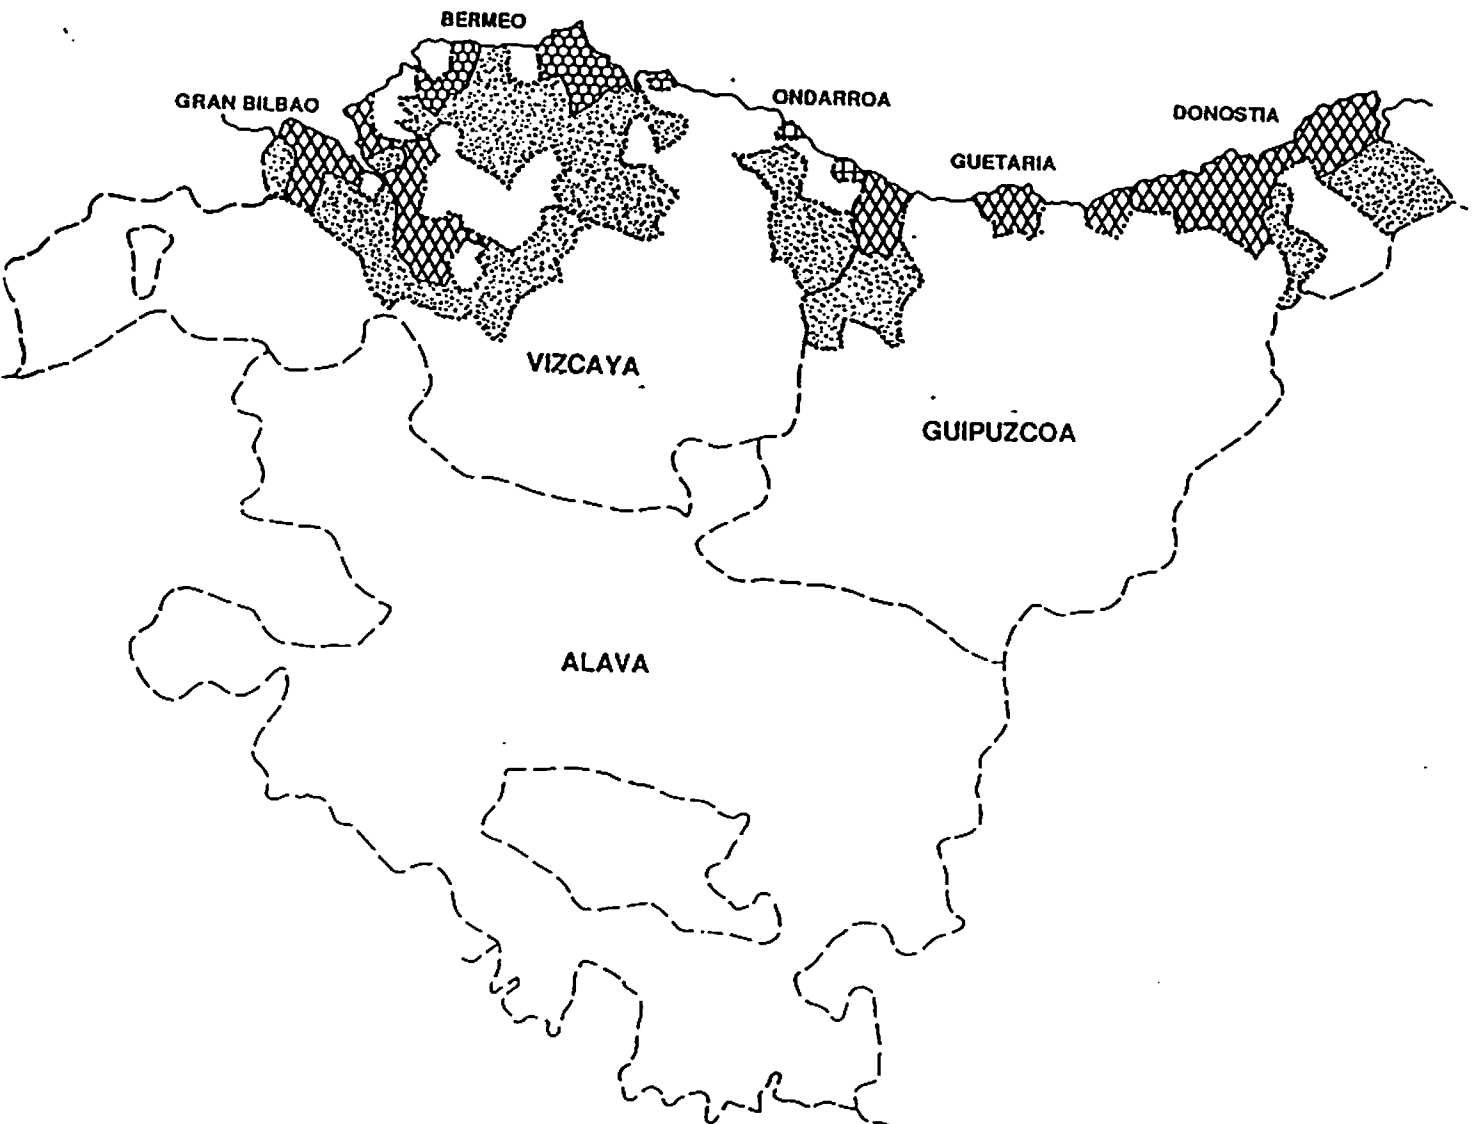 BERMEO
GRAN BILBAO
ONDARROA
DONOSTIA
GUETARIA
VIZCAYA
GUIPUZCOA
ALAVA